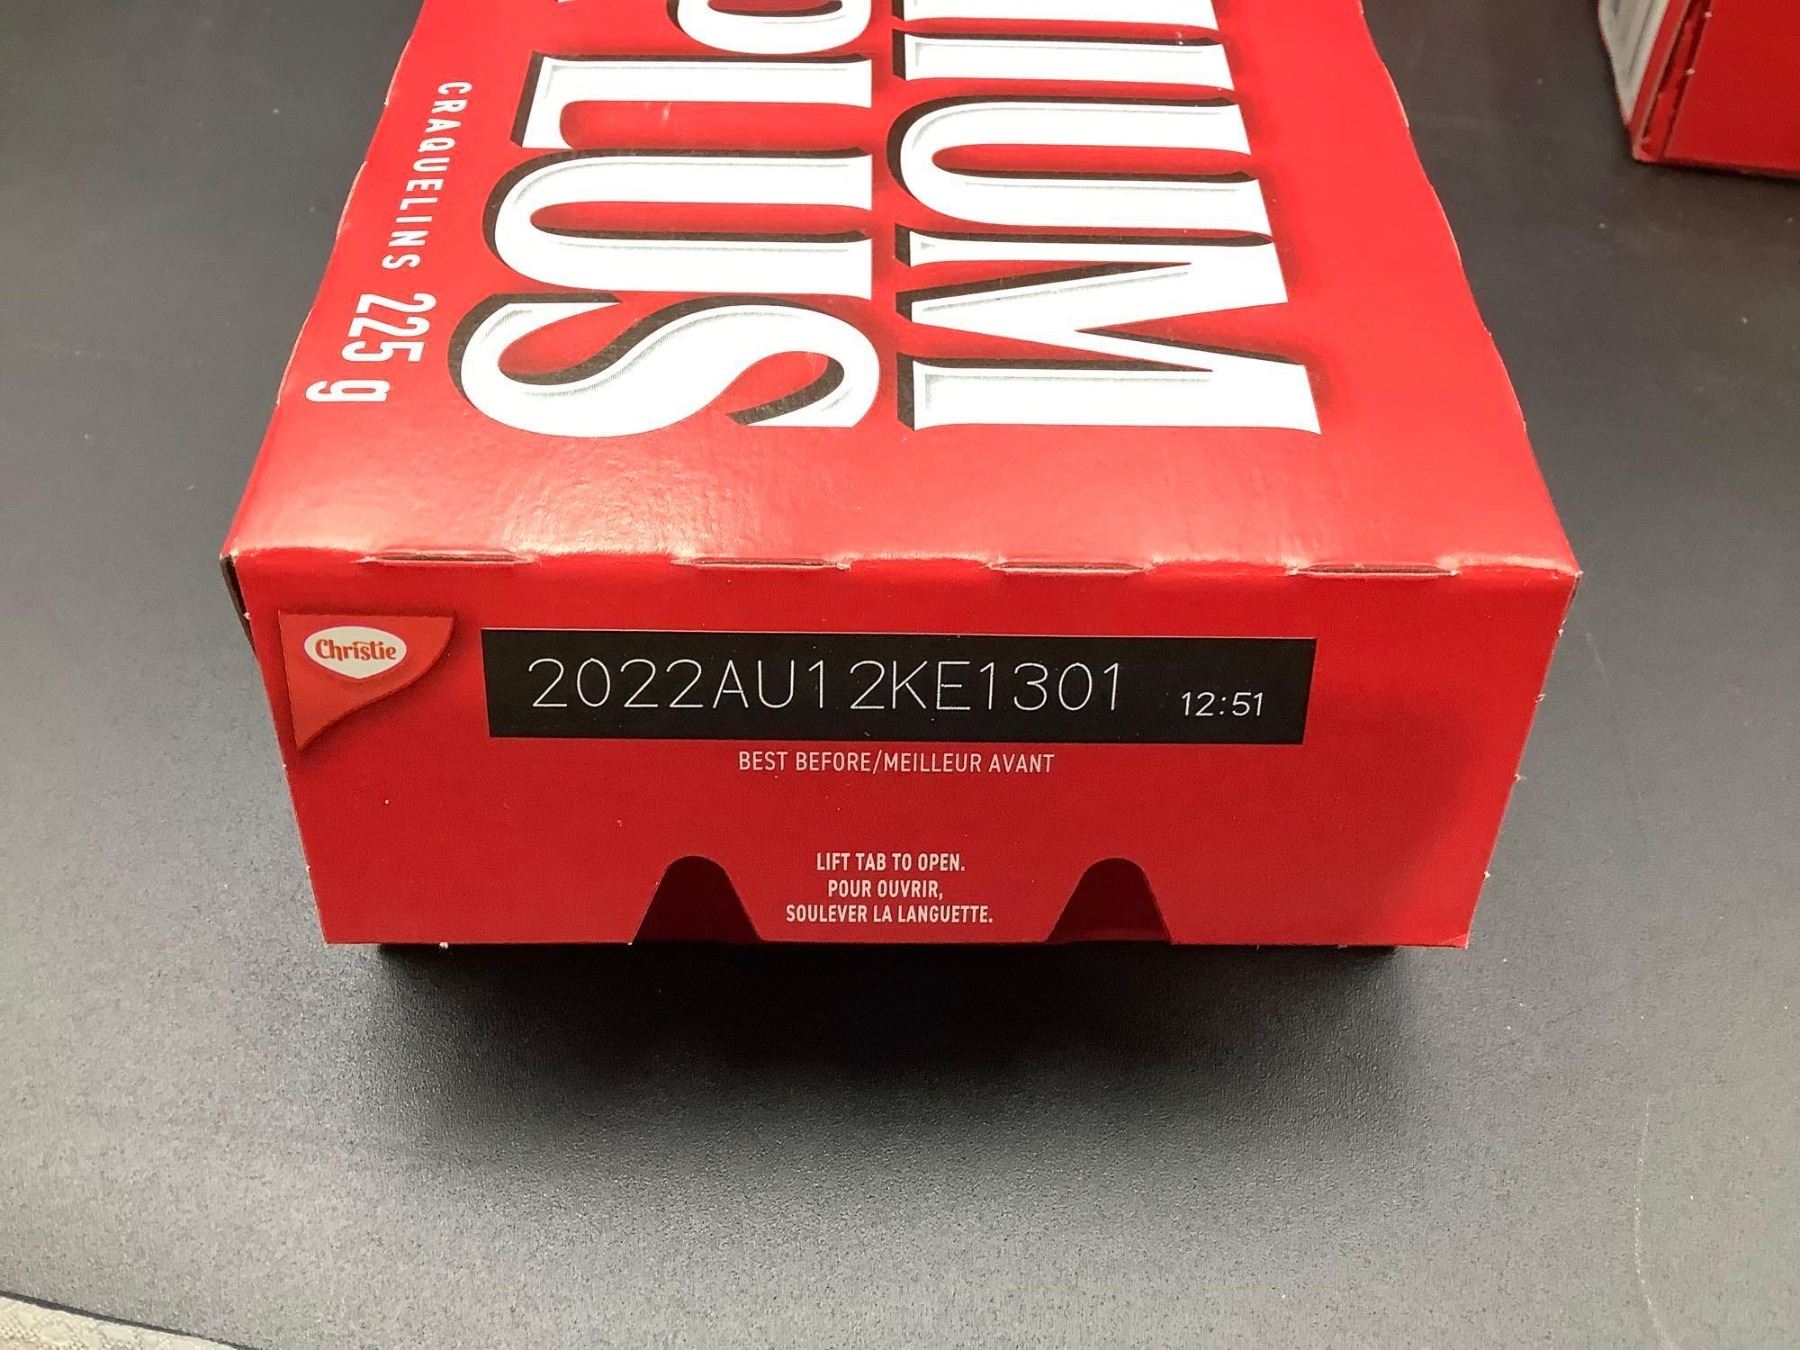 PLUS
IUM
CRAQUELINS 225 g
Christie
2022AU12KE1301 12:51
BEST BEFORE/MEILLEUR AVANT
LIFT TAB TO OPEN.
POUR OUVRIR,
SOULEVER LA LANGUETTE.